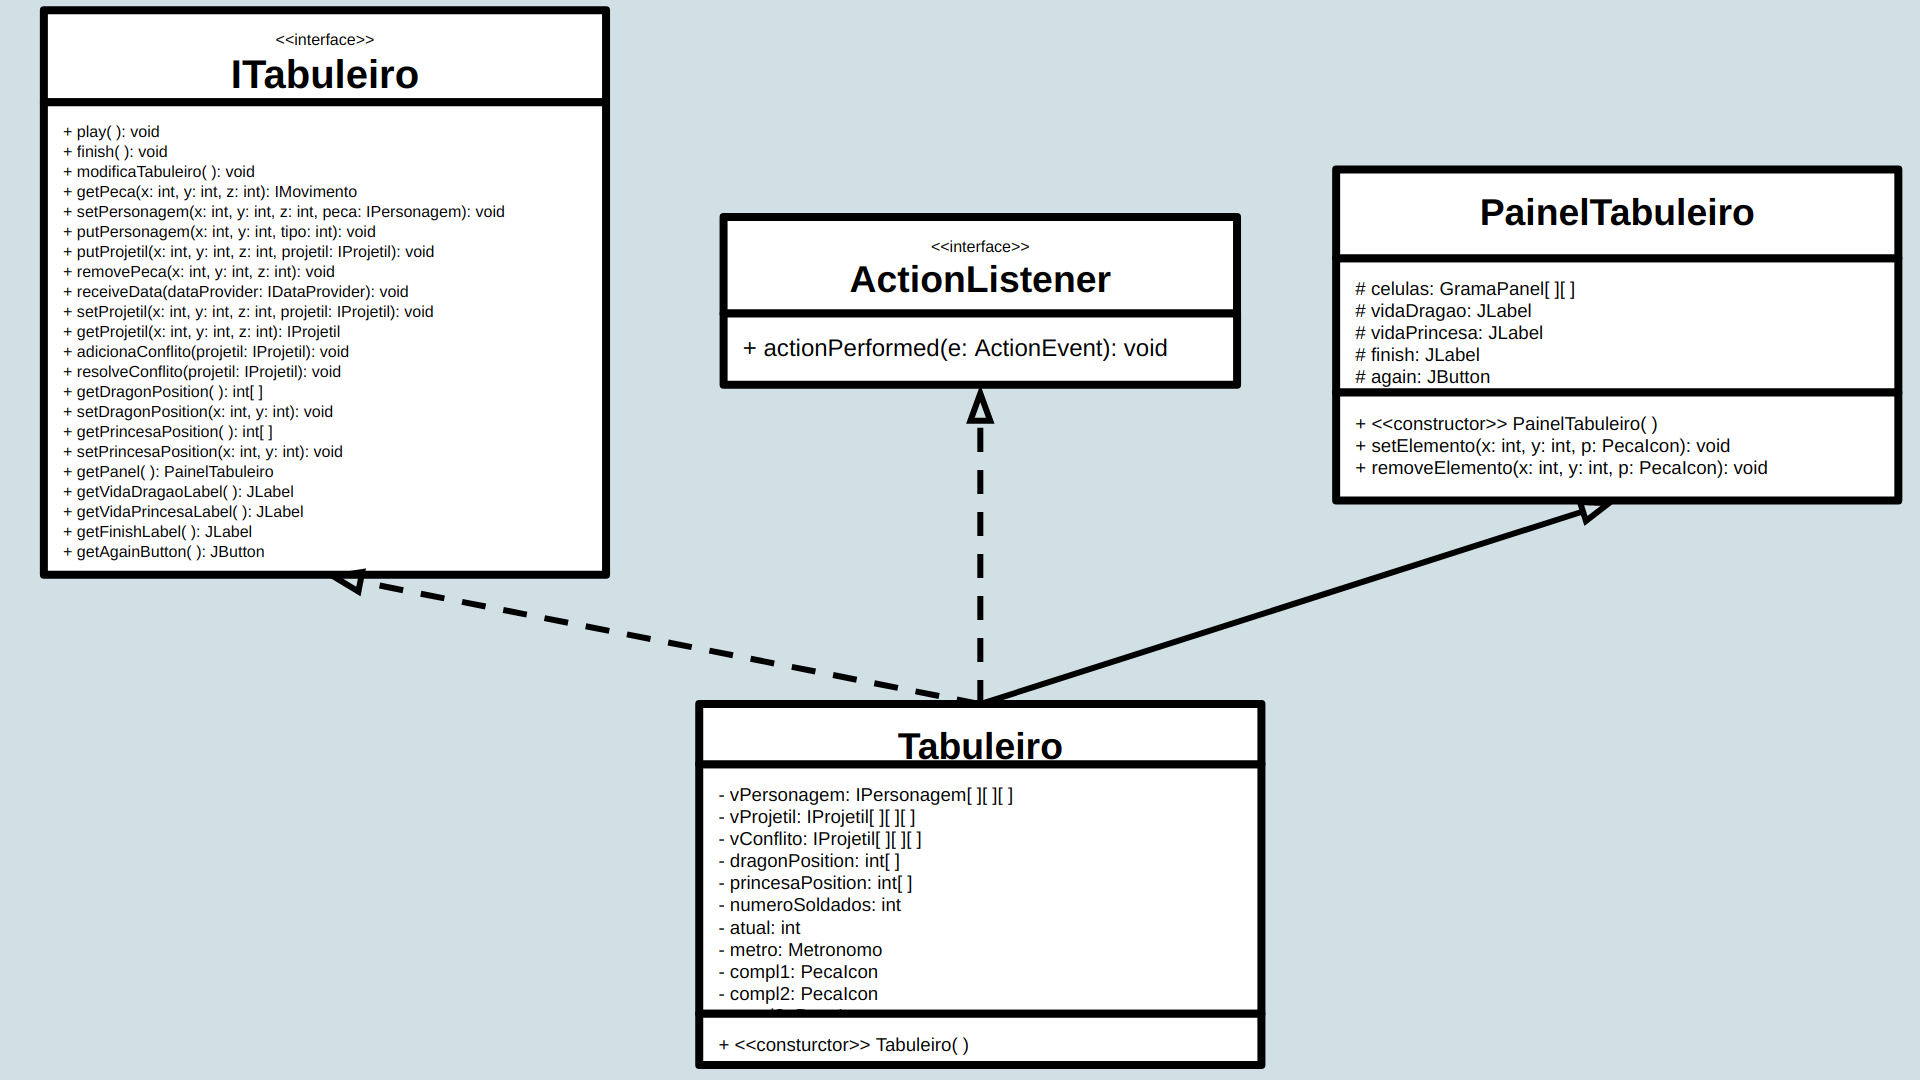 <<interface>>
ITabuleiro
+ play( ): void
+ finish( ): void
+ modificaTabuleiro( ): void
+ getPeca(x: int, y: int, z: int): IMovimento
+ setPersonagem(x: int, y: int, z: int, peca: IPersonagem): void
+ putPersonagem(x: int, y: int, tipo: int): void
+ putProjetil(x: int, y: int, z: int, projetil: IProjetil): void
+ removePeca(x: int, y: int, z: int): void
+ receiveData(dataProvider: IDataProvider): void
+ setProjetil(x: int, y: int, z: int, projetil: IProjetil): void
+ getProjetil(x: int, y: int, z: int): IProjetil
+ adicionaConflito(projetil: IProjetil): void
+ resolveConflito(projetil: IProjetil): void
+ getDragonPosition( ): int[ ]
+ setDragonPosition(x: int, y: int): void
+ getPrincesaPosition( ): int[ ]
+ setPrincesaPosition(x: int, y: int): void
+ getPanel( ): PainelTabuleiro
+ getVidaDragaoLabel( ): JLabel
+ getVidaPrincesaLabel( ): JLabel
+ getFinishLabel( ): JLabel
+ getAgainButton( ): JButton
<<interface>>
ActionListener
+ actionPerformed(e: ActionEvent): void
PainelTabuleiro
# celulas: GramaPanel[ ][ ]
# vidaDragao: JLabel
# vidaPrincesa: JLabel
# finish: JLabel
# again: JButton
+ <<constructor>> PainelTabuleiro( )
+ setElemento(x: int, y: int, p: PecaIcon): void
+ removeElemento(x: int, y: int, p: PecaIcon): void
Tabuleiro
- vPersonagem: IPersonagem[ ][ ][ ]
- vProjetil: IProjetil[ ][ ][ ]
- vConflito: IProjetil[ ][ ][ ]
- dragonPosition: int[ ]
- princesaPosition: int[ ]
- numeroSoldados: int
- atual: int
- metro: Metronomo
- compl1: PecaIcon
- compl2: PecaIcon
+ <<consturctor>> Tabuleiro( )